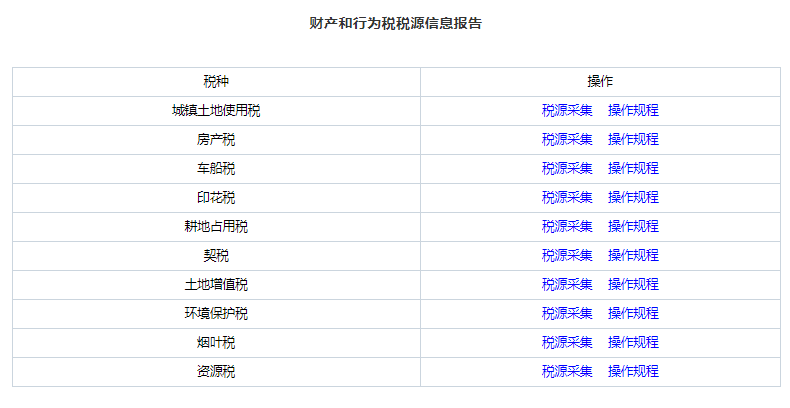 财产和行为税税源信息报告
税种 操作
城镇土地使用税 税源采集 操作规程
房产税 税源采集 操作规程
车船税 税源采集 操作规程
印花税 税源采集 操作规程
耕地占用税 税源采集 操作规程
契税 税源采集 操作规程
土地增值税 税源采集 操作规程
环境保护税 税源采集 操作规程
烟叶税 税源采集 操作规程
资源税 税源采集 操作规程